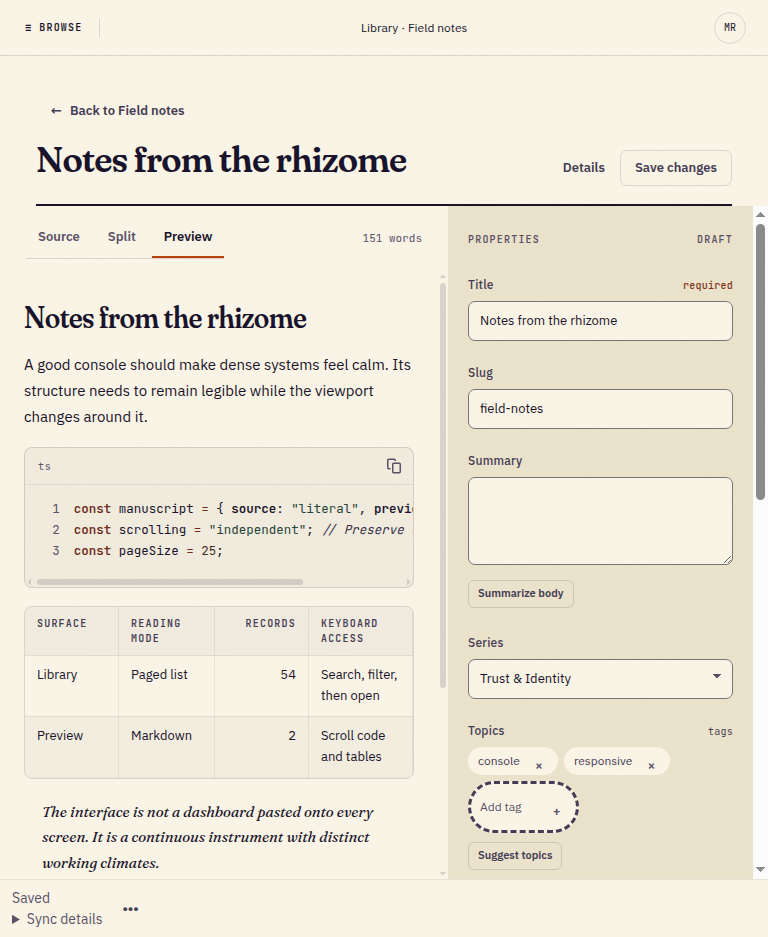 ≡ BROWSE
Library · Field notes
MR
← Back to Field notes
Notes from the rhizome
Details
Save changes
Source Split Preview
151 words
Notes from the rhizome
A good console should make dense systems feel calm. Its
structure needs to remain legible while the viewport
changes around it.
ts
1 const manuscript = { source: "literal", previ
2 const scrolling = "independent"; // Preserve
3 const pageSize = 25;
SURFACE READING RECORDS KEYBOARD
MODE ACCESS
Library Paged list 54 Search, filter,
then open
Preview Markdown 2 Scroll code
and tables
The interface is not a dashboard pasted onto every
screen. It is a continuous instrument with distinct
working climates.
PROPERTIES DRAFT
Title required
Notes from the rhizome
Slug
field-notes
Summary
Summarize body
Series
Trust & Identity
Topics tags
console × responsive ×
Add tag +
Suggest topics
Saved
▶ Sync details •••